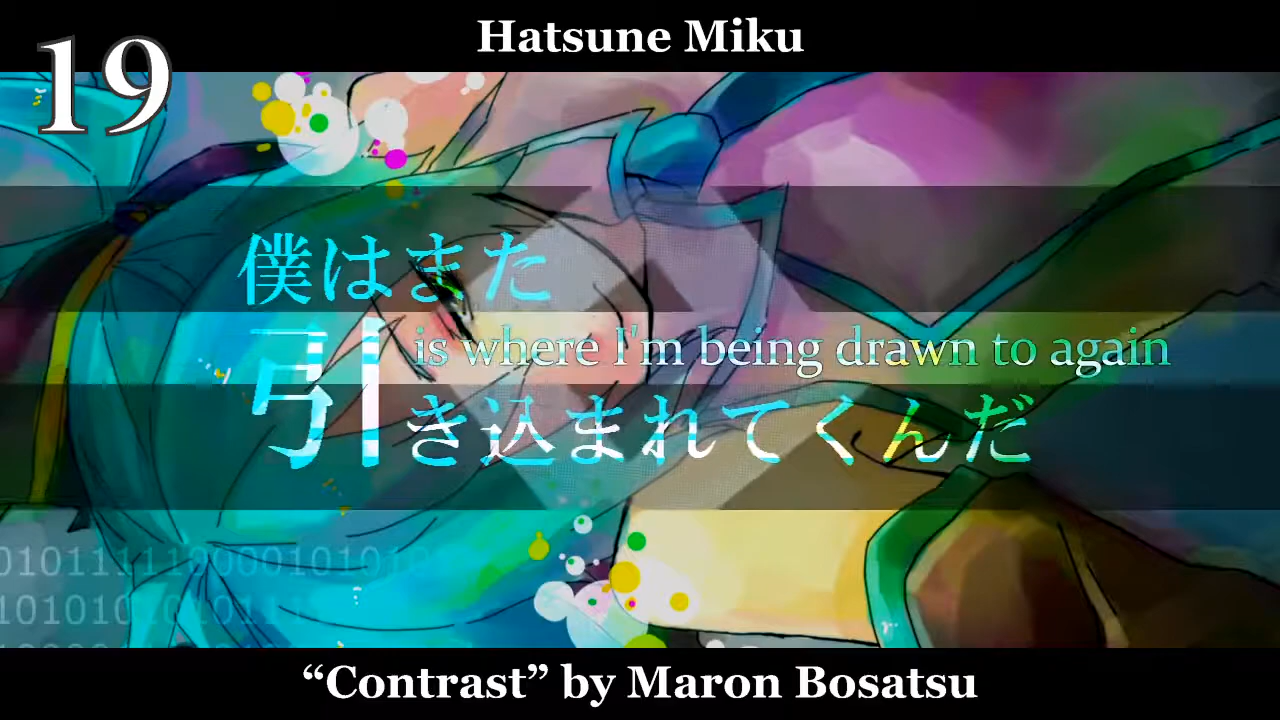 19
Hatsune Miku
僕はまた
is where I'm being drawn to again
引き込まれてくんだ
“Contrast” by Maron Bosatsu